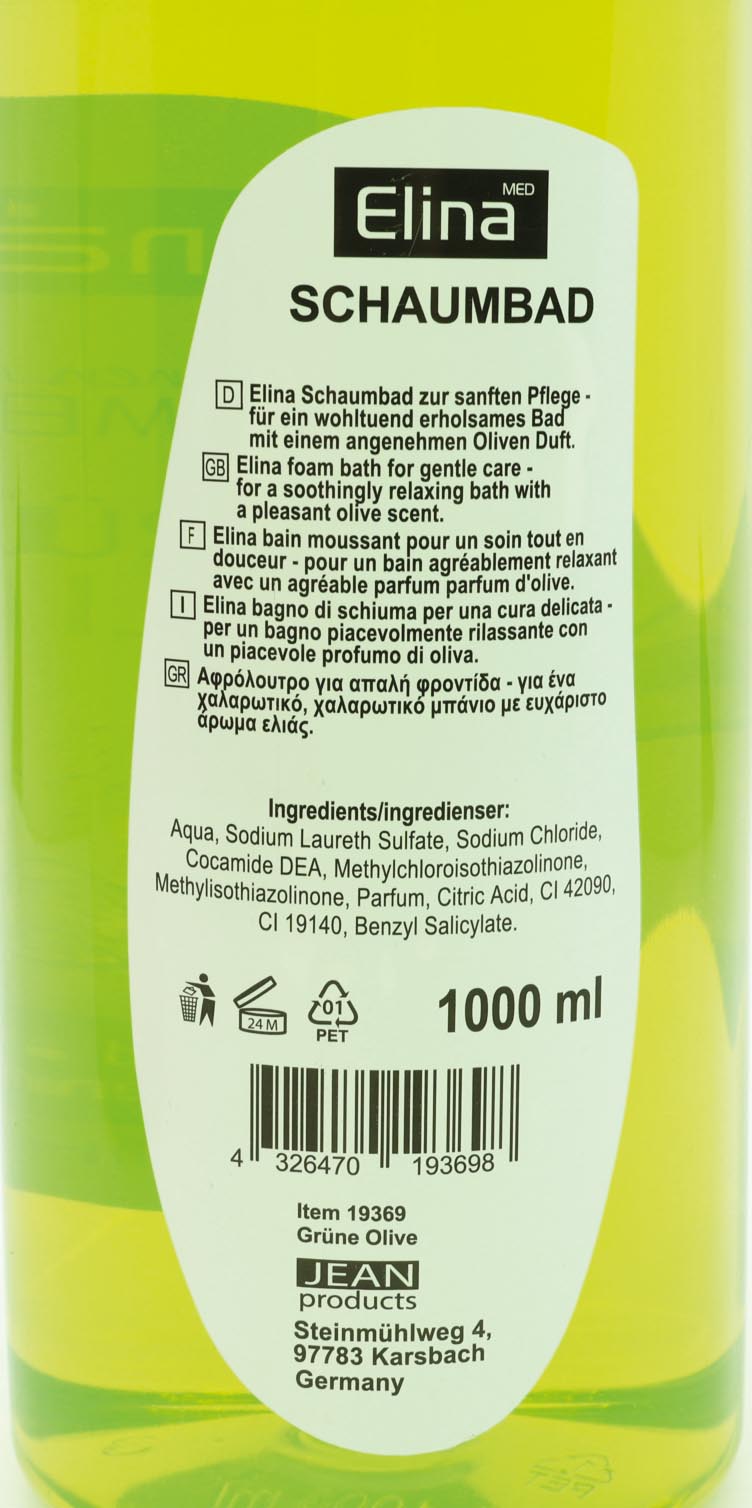 Elina MED
SCHAUMBAD
D Elina Schaumbad zur sanften Pflege -
für ein wohltuend erholsames Bad
mit einem angenehmen Oliven Duft.
GB Elina foam bath for gentle care -
for a soothingly relaxing bath with
a pleasant olive scent.
F Elina bain moussant pour un soin tout en
douceur - pour un bain agréablement relaxant
avec un agréable parfum parfum d'olive.
I Elina bagno di schiuma per una cura delicata -
per un bagno piacevolmente rilassante con
un piacevole profumo di oliva.
GR Αφρόλουτρο για απαλή φροντίδα - για ένα
χαλαρωτικό, χαλαρωτικό μπάνιο με ευχάριστο
άρωμα ελιάς.
Ingredients/ingredienser:
Aqua, Sodium Laureth Sulfate, Sodium Chloride,
Cocamide DEA, Methylchloroisothiazolinone,
Methylisothiazolinone, Parfum, Citric Acid, CI 42090,
CI 19140, Benzyl Salicylate.
24 M
01
PET
1000 ml
4 326470 193698
Item 19369
Grüne Olive
JEAN
products
Steinmühlweg 4,
97783 Karsbach
Germany